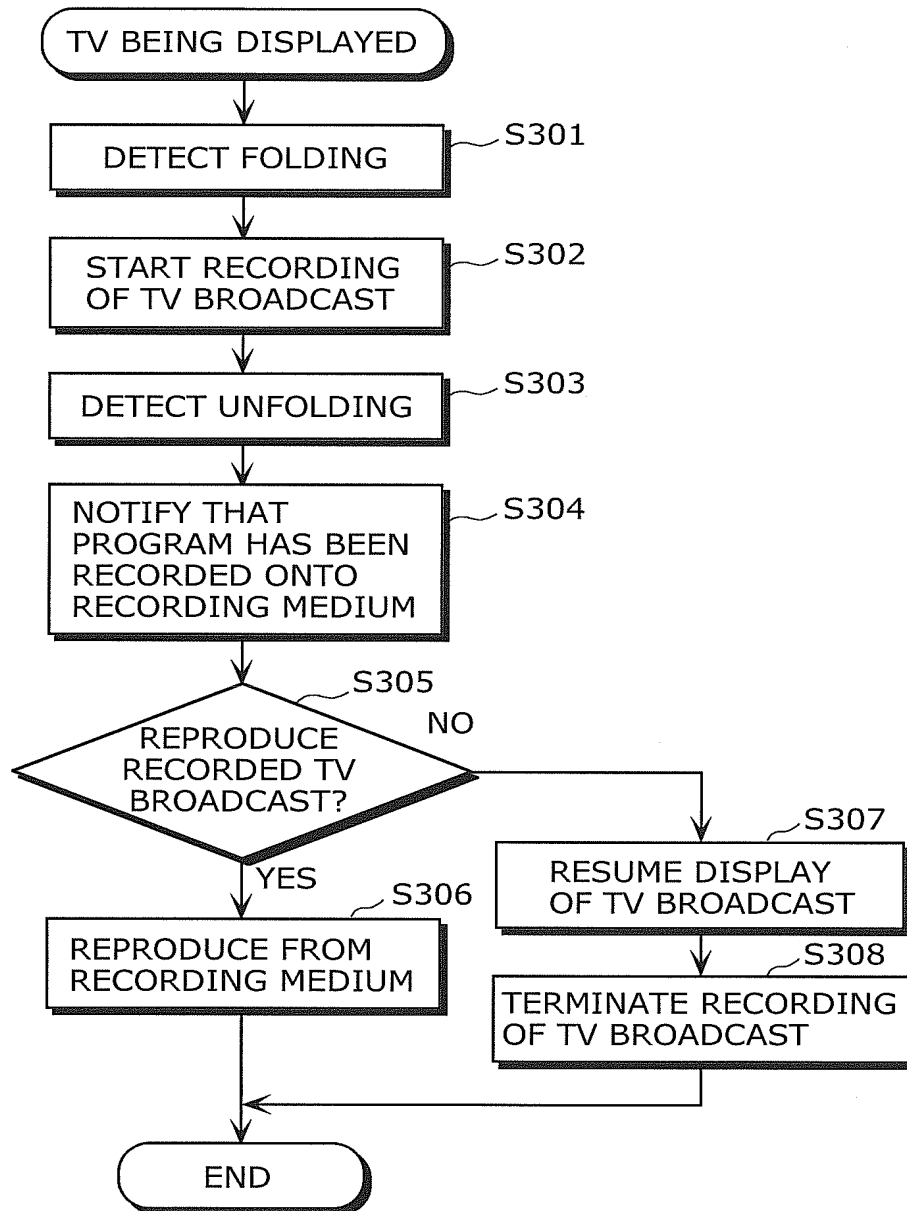 TV BEING DISPLAYED
S301
DETECT FOLDING
S302
START RECORDING
OF TV BROADCAST
S303
DETECT UNFOLDING
S304
NOTIFY THAT
PROGRAM HAS BEEN
RECORDED ONTO
RECORDING MEDIUM
S305
NO
REPRODUCE
RECORDED TV
BROADCAST?
YES
S306
REPRODUCE FROM
RECORDING MEDIUM
S307
RESUME DISPLAY
OF TV BROADCAST
S308
TERMINATE RECORDING
OF TV BROADCAST
END